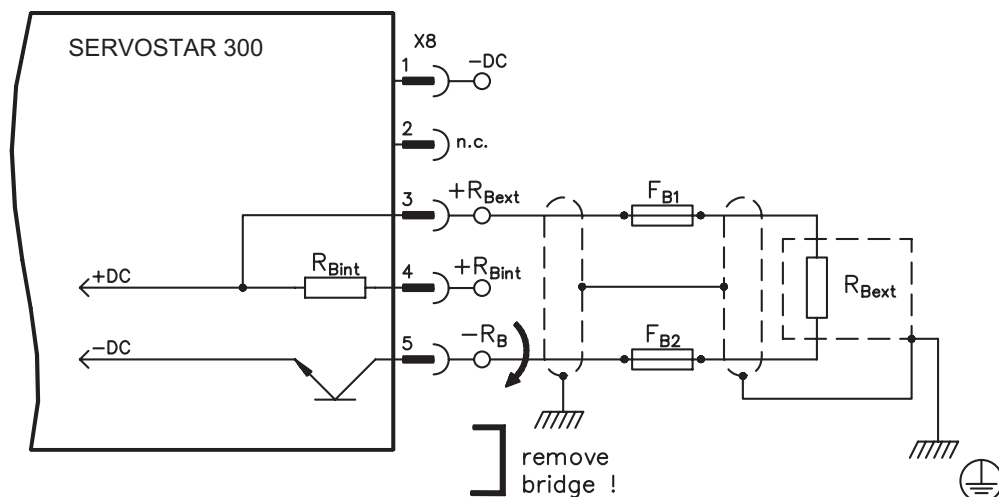 SERVOSTAR 300
X8
1
-DC
2
n.c.
3
+RBext
FB1
+DC
RBint
4
+RBint
RBext
-DC
5
-RB
FB2
remove
bridge !